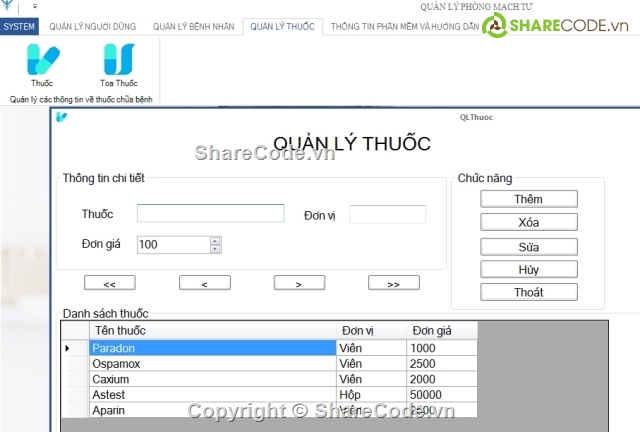 QUẢN LÝ PHÒNG MẠCH TƯ
SYSTEM QUẢN LÝ NGƯỜI DÙNG QUẢN LÝ BỆNH NHÂN QUẢN LÝ THUỐC THÔNG TIN PHẦN MỀM VÀ HƯỚNG DẪN
SHARECODE.vn
Thuốc Toa Thuốc
Quản lý các thông tin về thuốc chữa bệnh
QLThuoc
QUẢN LÝ THUỐC
ShareCode.vn
Thông tin chi tiết Chức năng
Thuốc Đơn vị Thêm
Xóa
Đơn giá 100 Sửa
Hủy
<< < > >> Thoát
Danh sách thuốc
Tên thuốc Đơn vị Đơn giá
Paradon Viên 1000
Ospamox Viên 2500
Caxium Viên 2000
Astest Hộp 50000
Aparin Viên
Copyright © ShareCode.vn